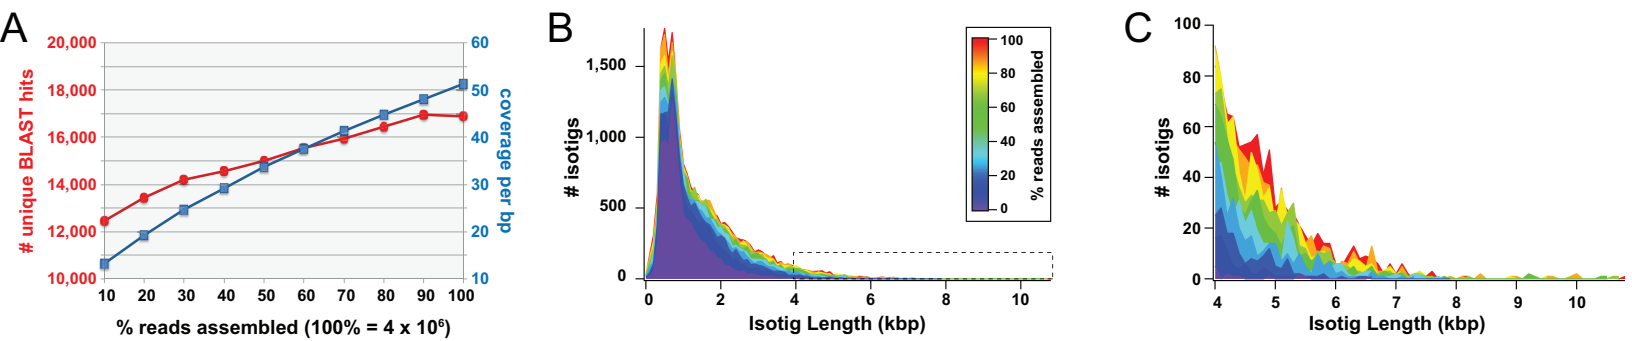 A
20,000
18,000
16,000
14,000
12,000
10,000
# unique BLAST hits
60
50
40
30
20
10
coverage per bp
10 20 30 40 50 60 70 80 90 100
% reads assembled (100% = 4 x 10⁶)
B
1,500
1,000
500
0
# isotigs
0 2 4 6 8 10
Isotig Length (kbp)
100
80
60
40
20
0
% reads assembled
C
100
80
60
40
20
0
# isotigs
4 5 6 7 8 9 10
Isotig Length (kbp)